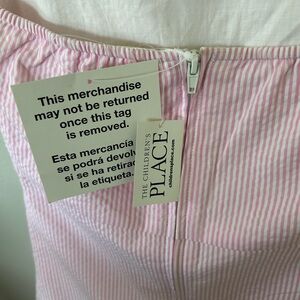 This merchandise
may not be returned
once this tag
is removed.
Esta mercancía
se podrá devol
si se ha retira
la etiqueta.
THE CHILDREN'S
PLACE
childrensplace.com